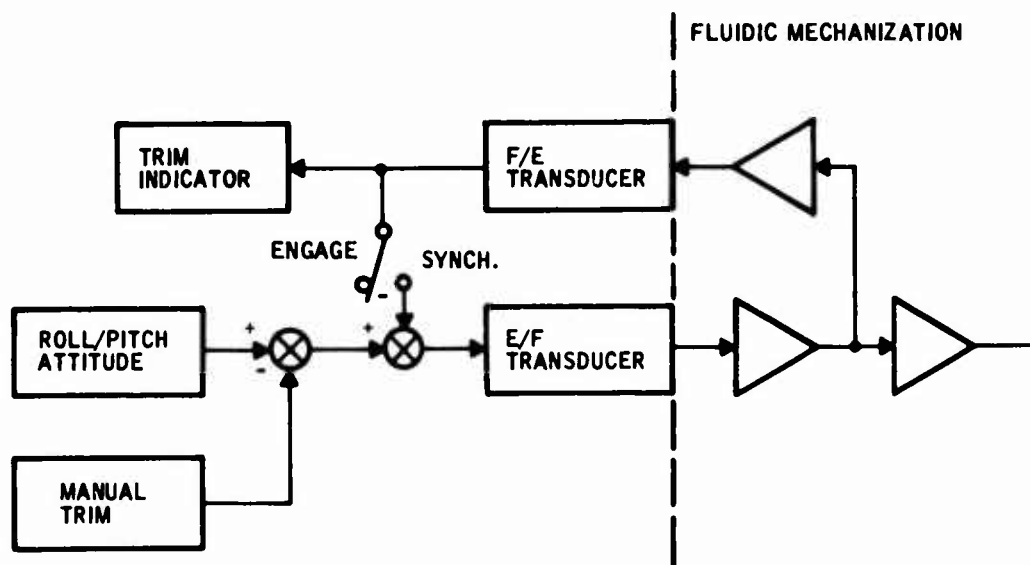 FLUIDIC MECHANIZATION
TRIM
INDICATOR
F/E
TRANSDUCER
ENGAGE
SYNCH.
-
ROLL/PITCH
ATTITUDE
+
-
+
E/F
TRANSDUCER
MANUAL
TRIM